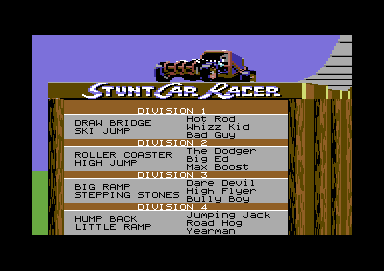 STUNT CAR RACER
DIVISION 1
DRAW BRIDGE
SKI JUMP
Hot Rod
Whizz Kid
Bad Guy
DIVISION 2
ROLLER COASTER
HIGH JUMP
The Dodger
Big Ed
Max Boost
DIVISION 3
BIG RAMP
STEPPING STONES
Dare Devil
High Flyer
Bully Boy
DIVISION 4
HUMP BACK
LITTLE RAMP
Jumping Jack
Road Hog
Yearman